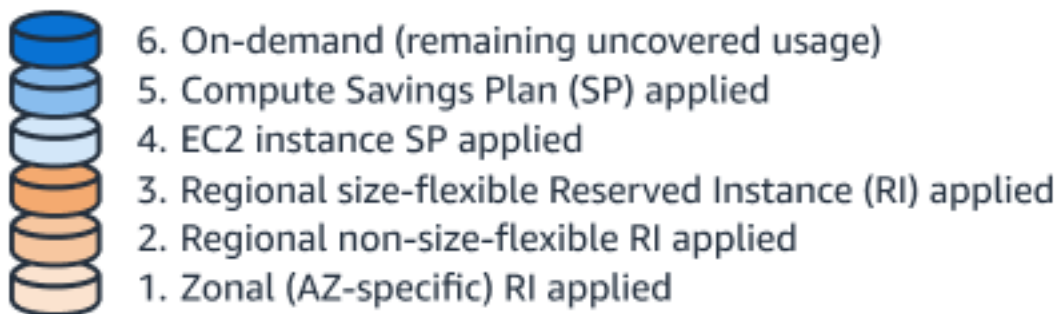 6. On-demand (remaining uncovered usage)
5. Compute Savings Plan (SP) applied
4. EC2 instance SP applied
3. Regional size-flexible Reserved Instance (RI) applied
2. Regional non-size-flexible RI applied
1. Zonal (AZ-specific) RI applied